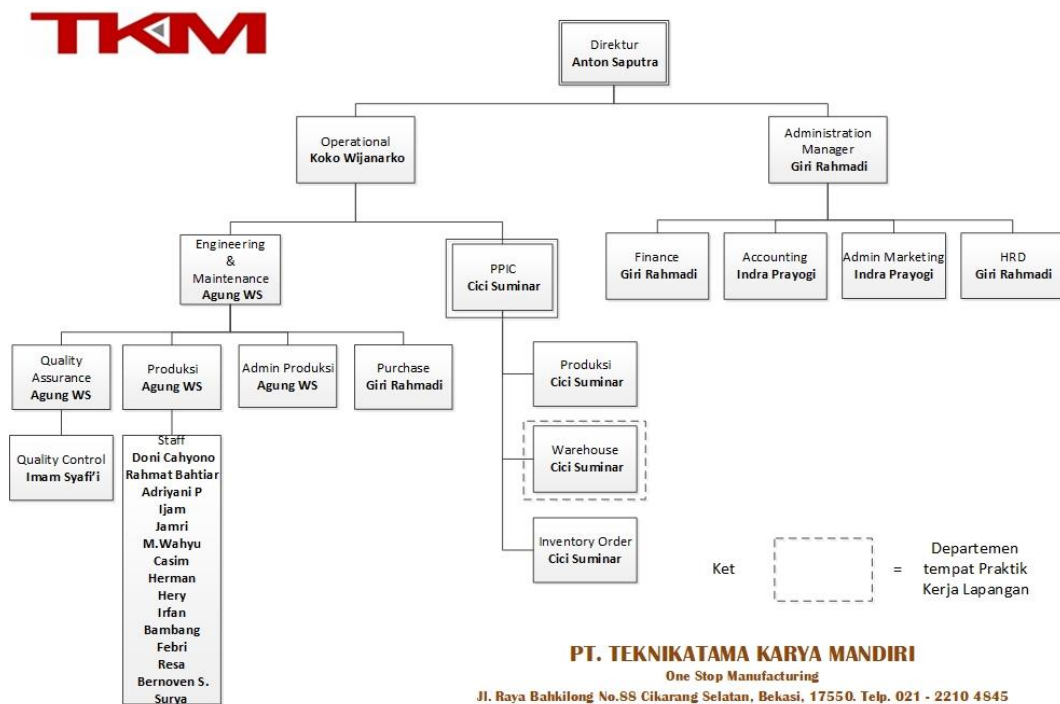 TKM
Direktur
Anton Saputra
Operational
Koko Wijanarko
Administration
Manager
Giri Rahmadi
Engineering
&
Maintenance
Agung WS
PPIC
Cici Suminar
Finance
Giri Rahmadi
Accounting
Indra Prayogi
Admin Marketing
Indra Prayogi
HRD
Giri Rahmadi
Quality
Assurance
Agung WS
Produksi
Agung WS
Admin Produksi
Agung WS
Purchase
Giri Rahmadi
Produksi
Cici Suminar
Quality Control
Imam Syafi'i
Staff
Doni Cahyono
Rahmat Bahtiar
Adriyani P
Ijam
Jamri
M.Wahyu
Casim
Herman
Hery
Irfan
Bambang
Febri
Resa
Bernoven S.
Surya
Warehouse
Cici Suminar
Inventory Order
Cici Suminar
Ket
=
Departemen
tempat Praktik
Kerja Lapangan
PT. TEKNIKATAMA KARYA MANDIRI
One Stop Manufacturing
Jl. Raya Bahkilong No.88 Cikarang Selatan, Bekasi, 17550. Telp. 021 - 2210 4845